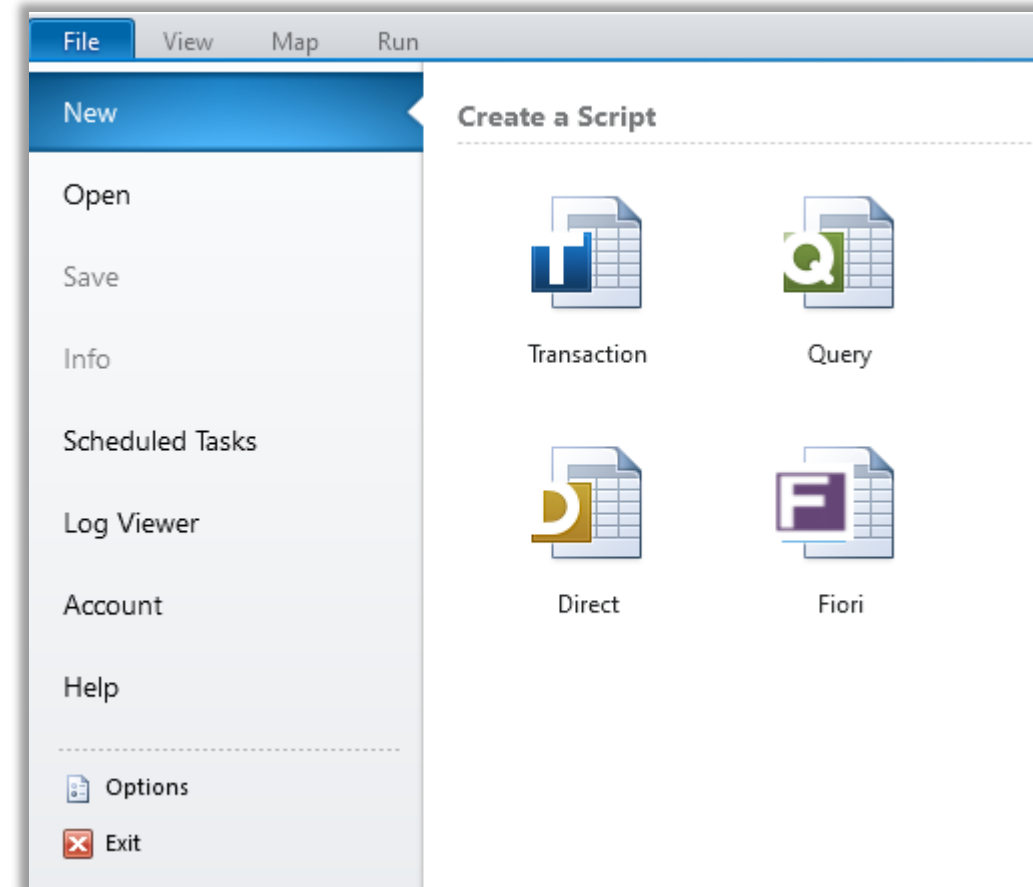 File View Map Run
New
Create a Script
Open
Save
Info
Scheduled Tasks
Log Viewer
Account
Help
Options
Exit
T Q
Transaction Query
D F
Direct Fiori